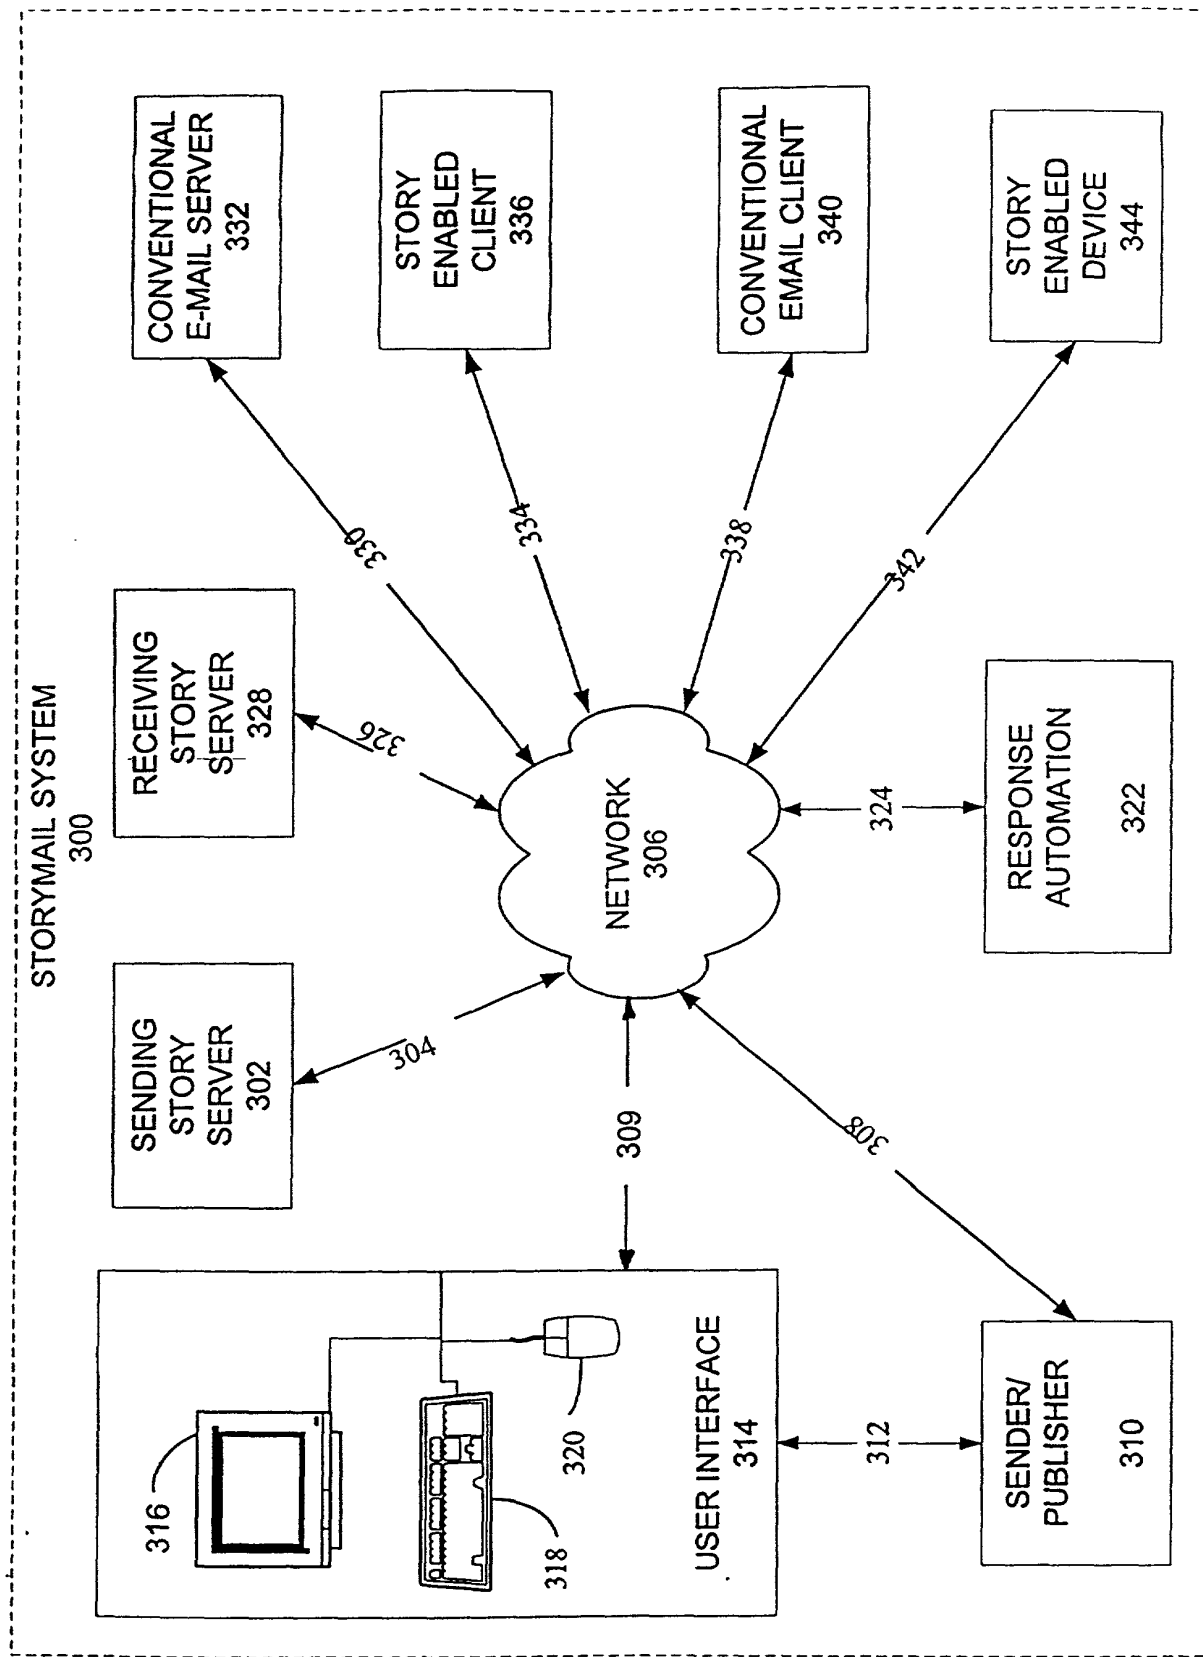 STORYMAIL SYSTEM
300
SENDING
STORY
SERVER
302
RECEIVING
STORY
SERVER
328
CONVENTIONAL
E-MAIL SERVER
332
STORY
ENABLED
CLIENT
336
CONVENTIONAL
EMAIL CLIENT
340
STORY
ENABLED
DEVICE
344
304
326
330
334
338
342
NETWORK
306
309
308
324
316
318
320
USER INTERFACE
314
312
SENDER/
PUBLISHER
310
RESPONSE
AUTOMATION
322